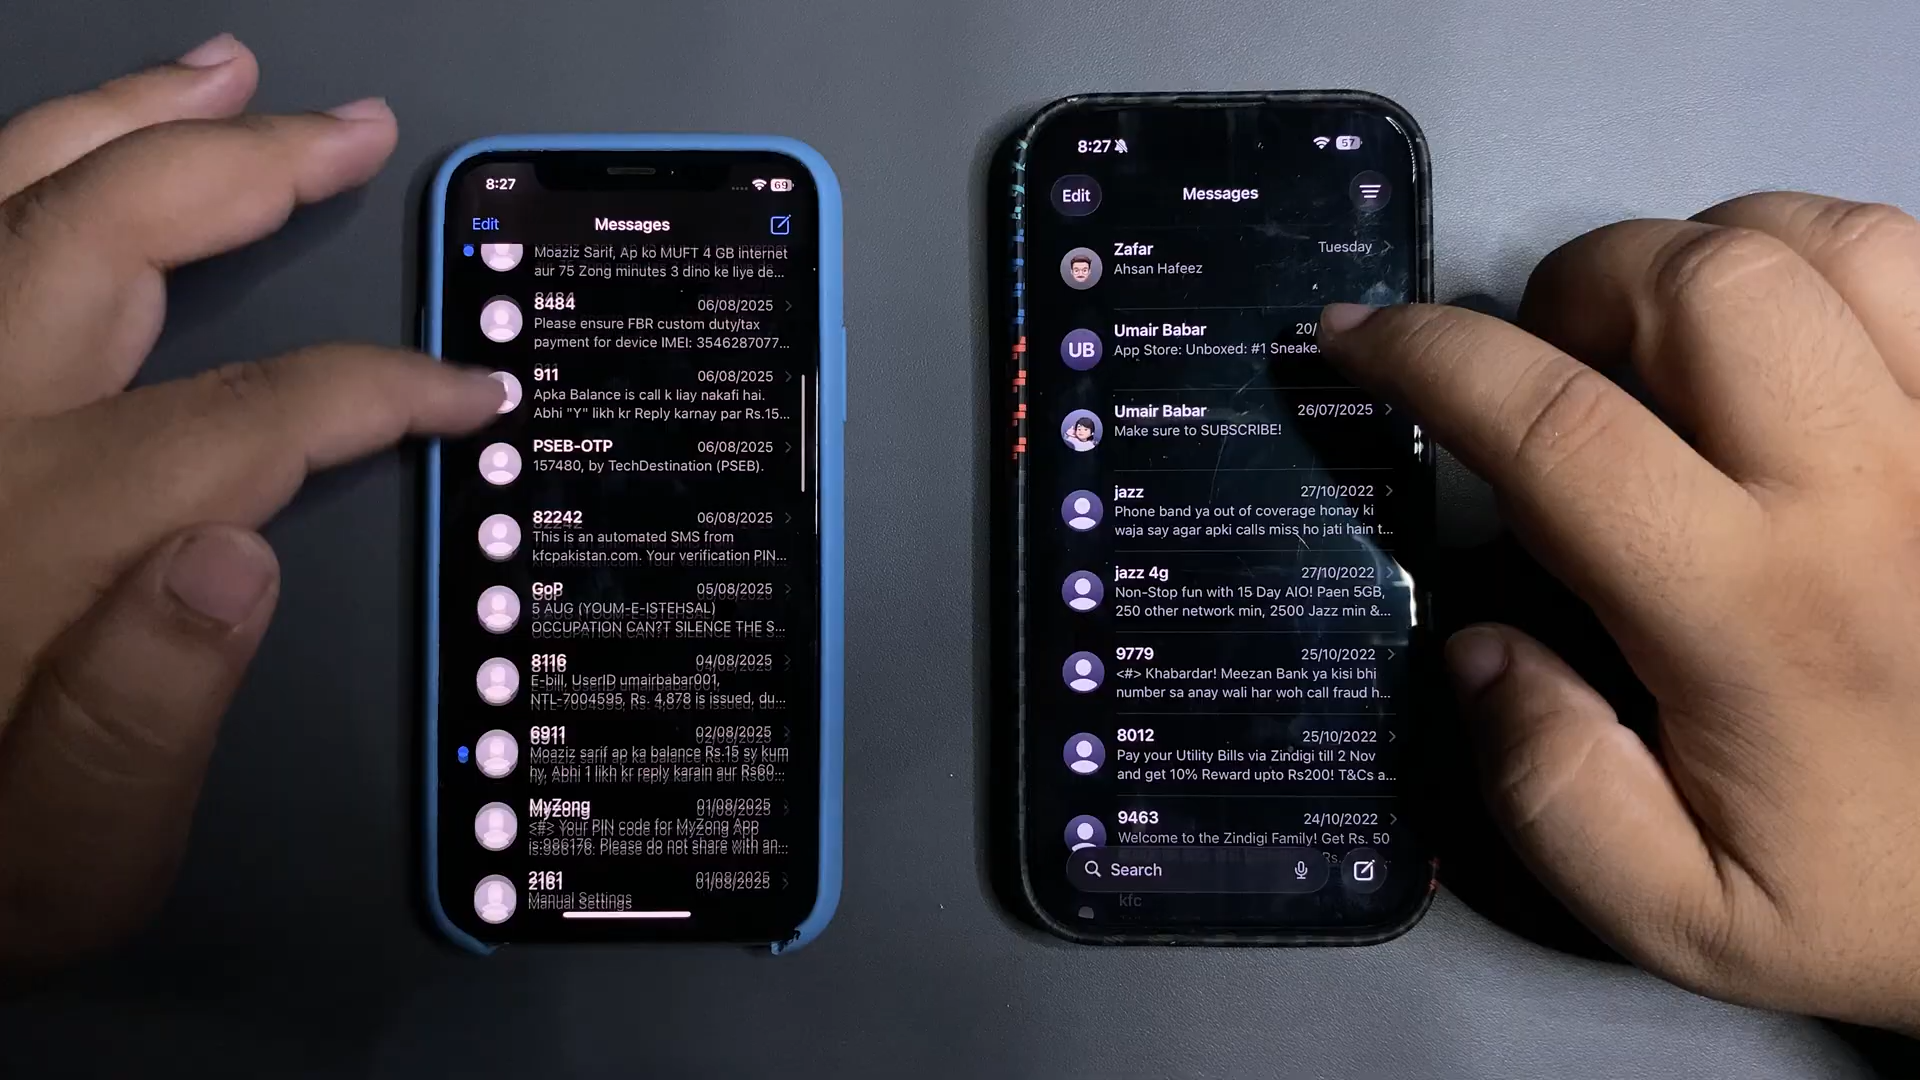 8:27
69
Edit
Messages
Moaziz Sarif, Ap ko MUFT 4 GB internet
aur 75 Zong minutes 3 dino ke liye de...
8484
06/08/2025
Please ensure FBR custom duty/tax
payment for device IMEI: 3546287077...
911
06/08/2025
Apka Balance is call k liay nakafi hai.
Abhi "Y" likh kr Reply karnay par Rs.15...
PSEB-OTP
06/08/2025
157480, by TechDestination (PSEB).
82242
06/08/2025
This is an automated SMS from
kfcpakistan.com. Your verification PIN...
GoP
05/08/2025
5 AUG (YOUM-E-ISTEHSAL)
OCCUPATION CAN?T SILENCE THE S...
8116
04/08/2025
E-bill, UserID umairbabar001,
NTL-7004595, Rs. 4,878 is issued, du...
6911
02/08/2025
Moaziz sarif ap ka balance Rs.15 sy kum
hy, Abhi 1 likh kr reply karain aur Rs60...
MyZong
01/08/2025
<#> Your PIN code for MyZong App
is:986176. Please do not share with an...
2161
01/08/2025
Manual Settings
8:27
57
Edit
Messages
Zafar
Tuesday
Ahsan Hafeez
UB
Umair Babar
20/
App Store: Unboxed: #1 Sneake
Umair Babar
26/07/2025
Make sure to SUBSCRIBE!
jazz
27/10/2022
Phone band ya out of coverage honay ki
waja say agar apki calls miss ho jati hain t...
jazz 4g
27/10/2022
Non-Stop fun with 15 Day AIO! Paen 5GB,
250 other network min, 2500 Jazz min &...
9779
25/10/2022
<#> Khabardar! Meezan Bank ya kisi bhi
number sa anay wali har woh call fraud h...
8012
25/10/2022
Pay your Utility Bills via Zindigi till 2 Nov
and get 10% Reward upto Rs200! T&Cs a...
9463
24/10/2022
Welcome to the Zindigi Family! Get Rs. 50
Rs.
Search
kfc